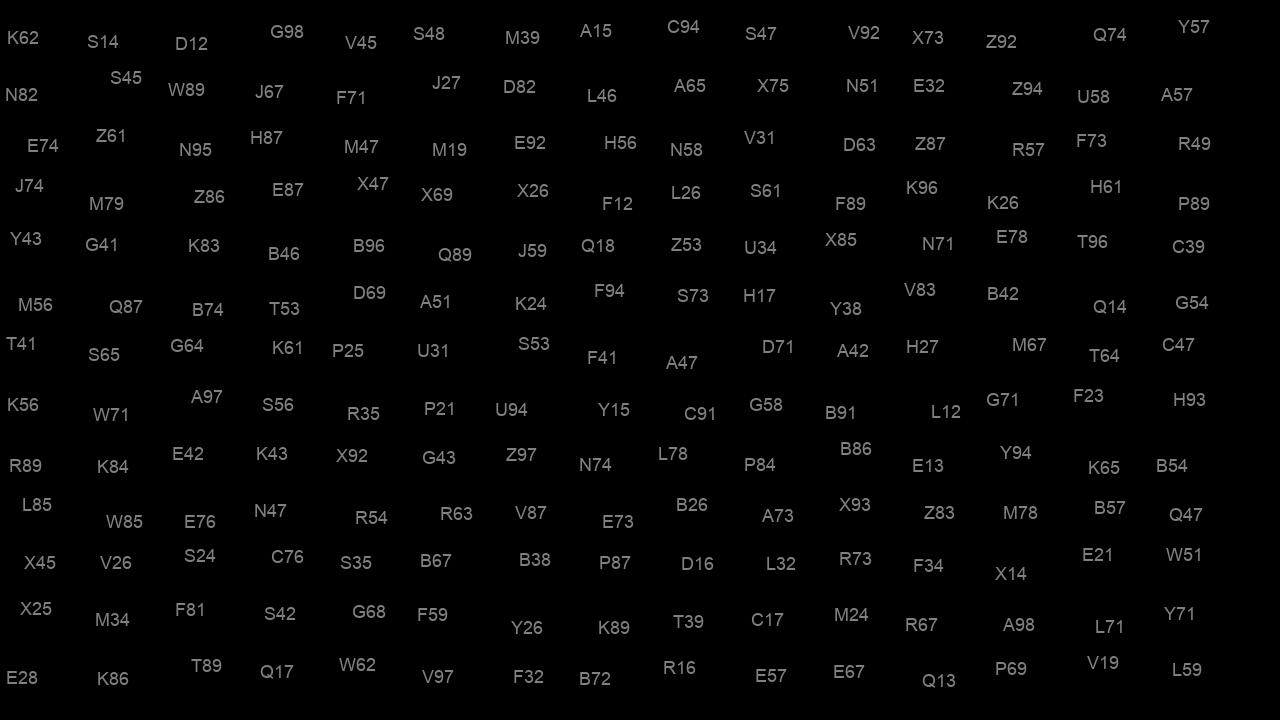 K62 S14 D12 G98 V45 S48 M39 A15 C94 S47 V92 X73 Z92 Q74 Y57
N82 S45 W89 J67 F71 J27 D82 L46 A65 X75 N51 E32 Z94 U58 A57
E74 Z61 N95 H87 M47 M19 E92 H56 N58 V31 D63 Z87 R57 F73 R49
J74 M79 Z86 E87 X47 X69 X26 F12 L26 S61 F89 K96 K26 H61 P89
Y43 G41 K83 B46 B96 Q89 J59 Q18 Z53 U34 X85 N71 E78 T96 C39
M56 Q87 B74 T53 D69 A51 K24 F94 S73 H17 Y38 V83 B42 Q14 G54
T41 S65 G64 K61 P25 U31 S53 F41 A47 D71 A42 H27 M67 T64 C47
K56 W71 A97 S56 R35 P21 U94 Y15 C91 G58 B91 L12 G71 F23 H93
R89 K84 E42 K43 X92 G43 Z97 N74 L78 P84 B86 E13 Y94 K65 B54
L85 W85 E76 N47 R54 R63 V87 E73 B26 A73 X93 Z83 M78 B57 Q47
X45 V26 S24 C76 S35 B67 B38 P87 D16 L32 R73 F34 X14 E21 W51
X25 M34 F81 S42 G68 F59 Y26 K89 T39 C17 M24 R67 A98 L71 Y71
E28 K86 T89 Q17 W62 V97 F32 B72 R16 E57 E67 Q13 P69 V19 L59